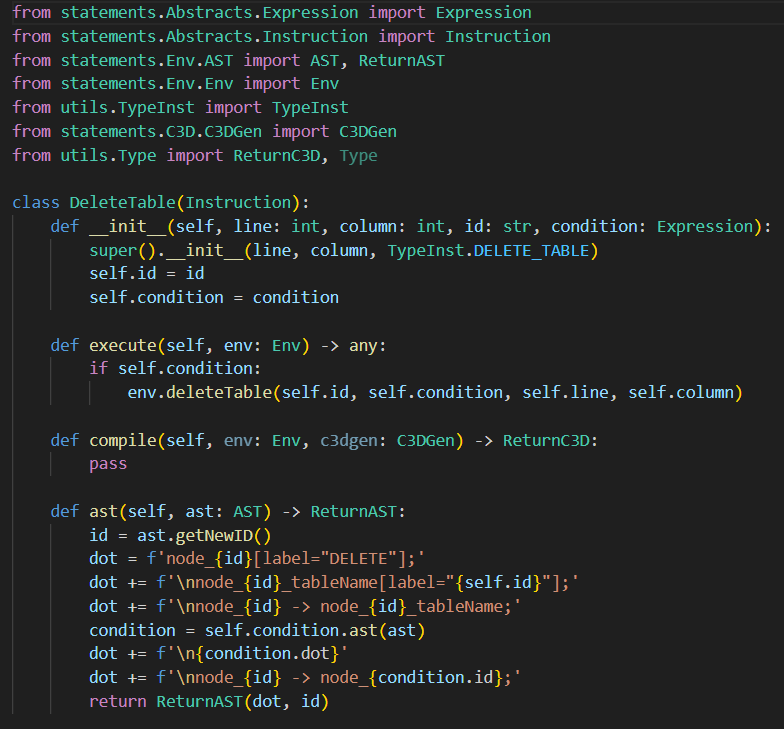 from statements.Abstracts.Expression import Expression
from statements.Abstracts.Instruction import Instruction
from statements.Env.AST import AST, ReturnAST
from statements.Env.Env import Env
from utils.TypeInst import TypeInst
from statements.C3D.C3DGen import C3DGen
from utils.Type import ReturnC3D, Type

class DeleteTable(Instruction):
    def __init__(self, line: int, column: int, id: str, condition: Expression):
        super().__init__(line, column, TypeInst.DELETE_TABLE)
        self.id = id
        self.condition = condition

    def execute(self, env: Env) -> any:
        if self.condition:
            env.deleteTable(self.id, self.condition, self.line, self.column)

    def compile(self, env: Env, c3dgen: C3DGen) -> ReturnC3D:
        pass

    def ast(self, ast: AST) -> ReturnAST:
        id = ast.getNewID()
        dot = f'node_{id}[label="DELETE"];'
        dot += f'\nnode_{id}_tableName[label="{self.id}"];'
        dot += f'\nnode_{id} -> node_{id}_tableName;'
        condition = self.condition.ast(ast)
        dot += f'\n{condition.dot}'
        dot += f'\nnode_{id} -> node_{condition.id};'
        return ReturnAST(dot, id)